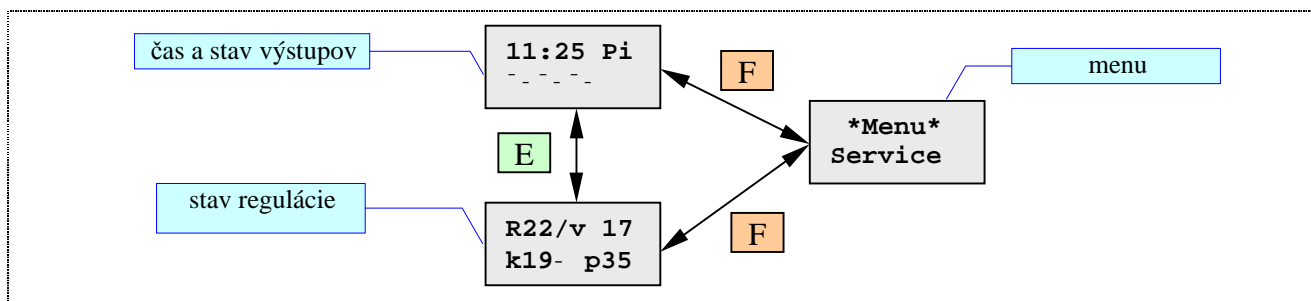 čas a stav výstupov
11:25 Pi
-_-_-_
F
menu
*Menu*
Service
E
stav regulácie
R22/v 17
k19- p35
F